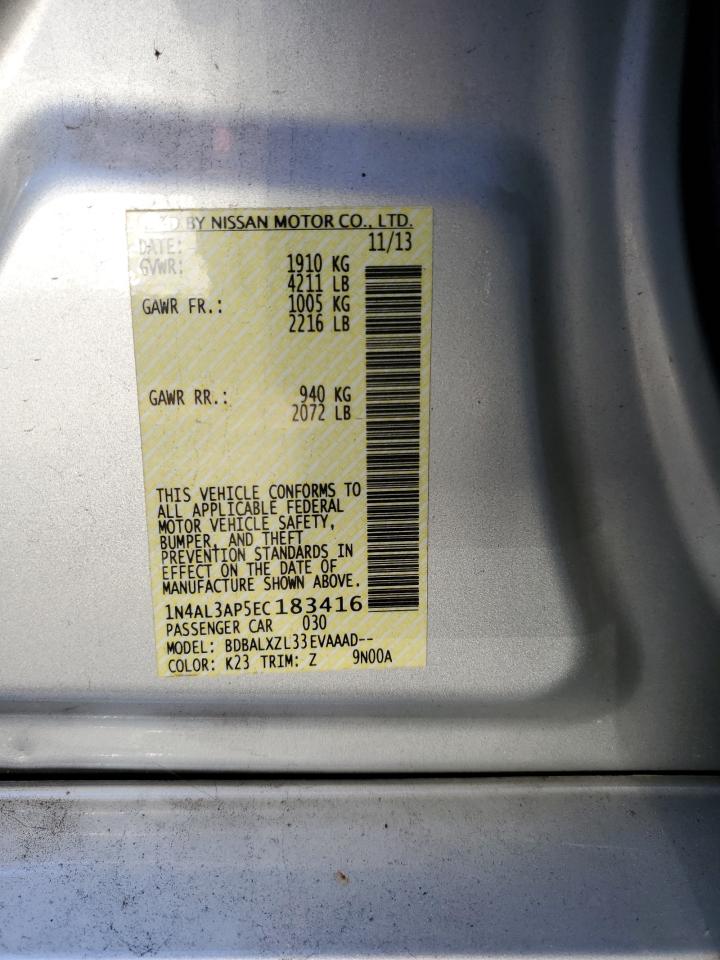 BY NISSAN MOTOR CO., LTD.
DATE: 11/13
GVWR: 1910 KG
4211 LB
GAWR FR.: 1005 KG
2216 LB
GAWR RR.: 940 KG
2072 LB
THIS VEHICLE CONFORMS TO
ALL APPLICABLE FEDERAL
MOTOR VEHICLE SAFETY,
BUMPER, AND THEFT
PREVENTION STANDARDS IN
EFFECT ON THE DATE OF
MANUFACTURE SHOWN ABOVE.
1N4AL3AP5EC183416
PASSENGER CAR 030
MODEL: BDBALXZL33EVAAAD--
COLOR: K23 TRIM: Z 9N00A